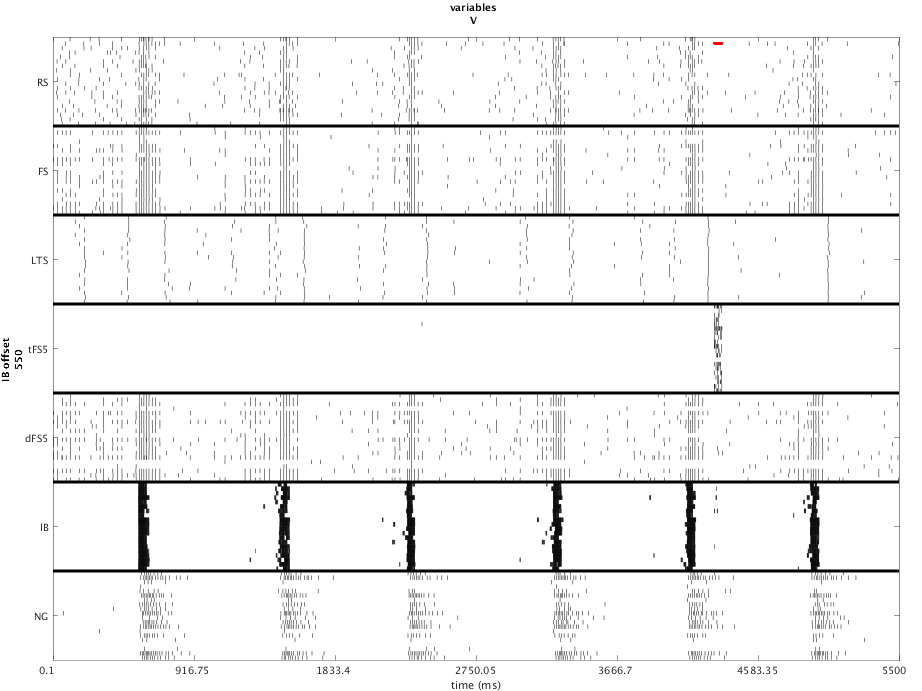 variables
V
RS
FS
LTS
tFS5
dFS5
IB
NG
IB offset
550
0.1
916.75
1833.4
2750.05
3666.7
4583.35
5500
time (ms)